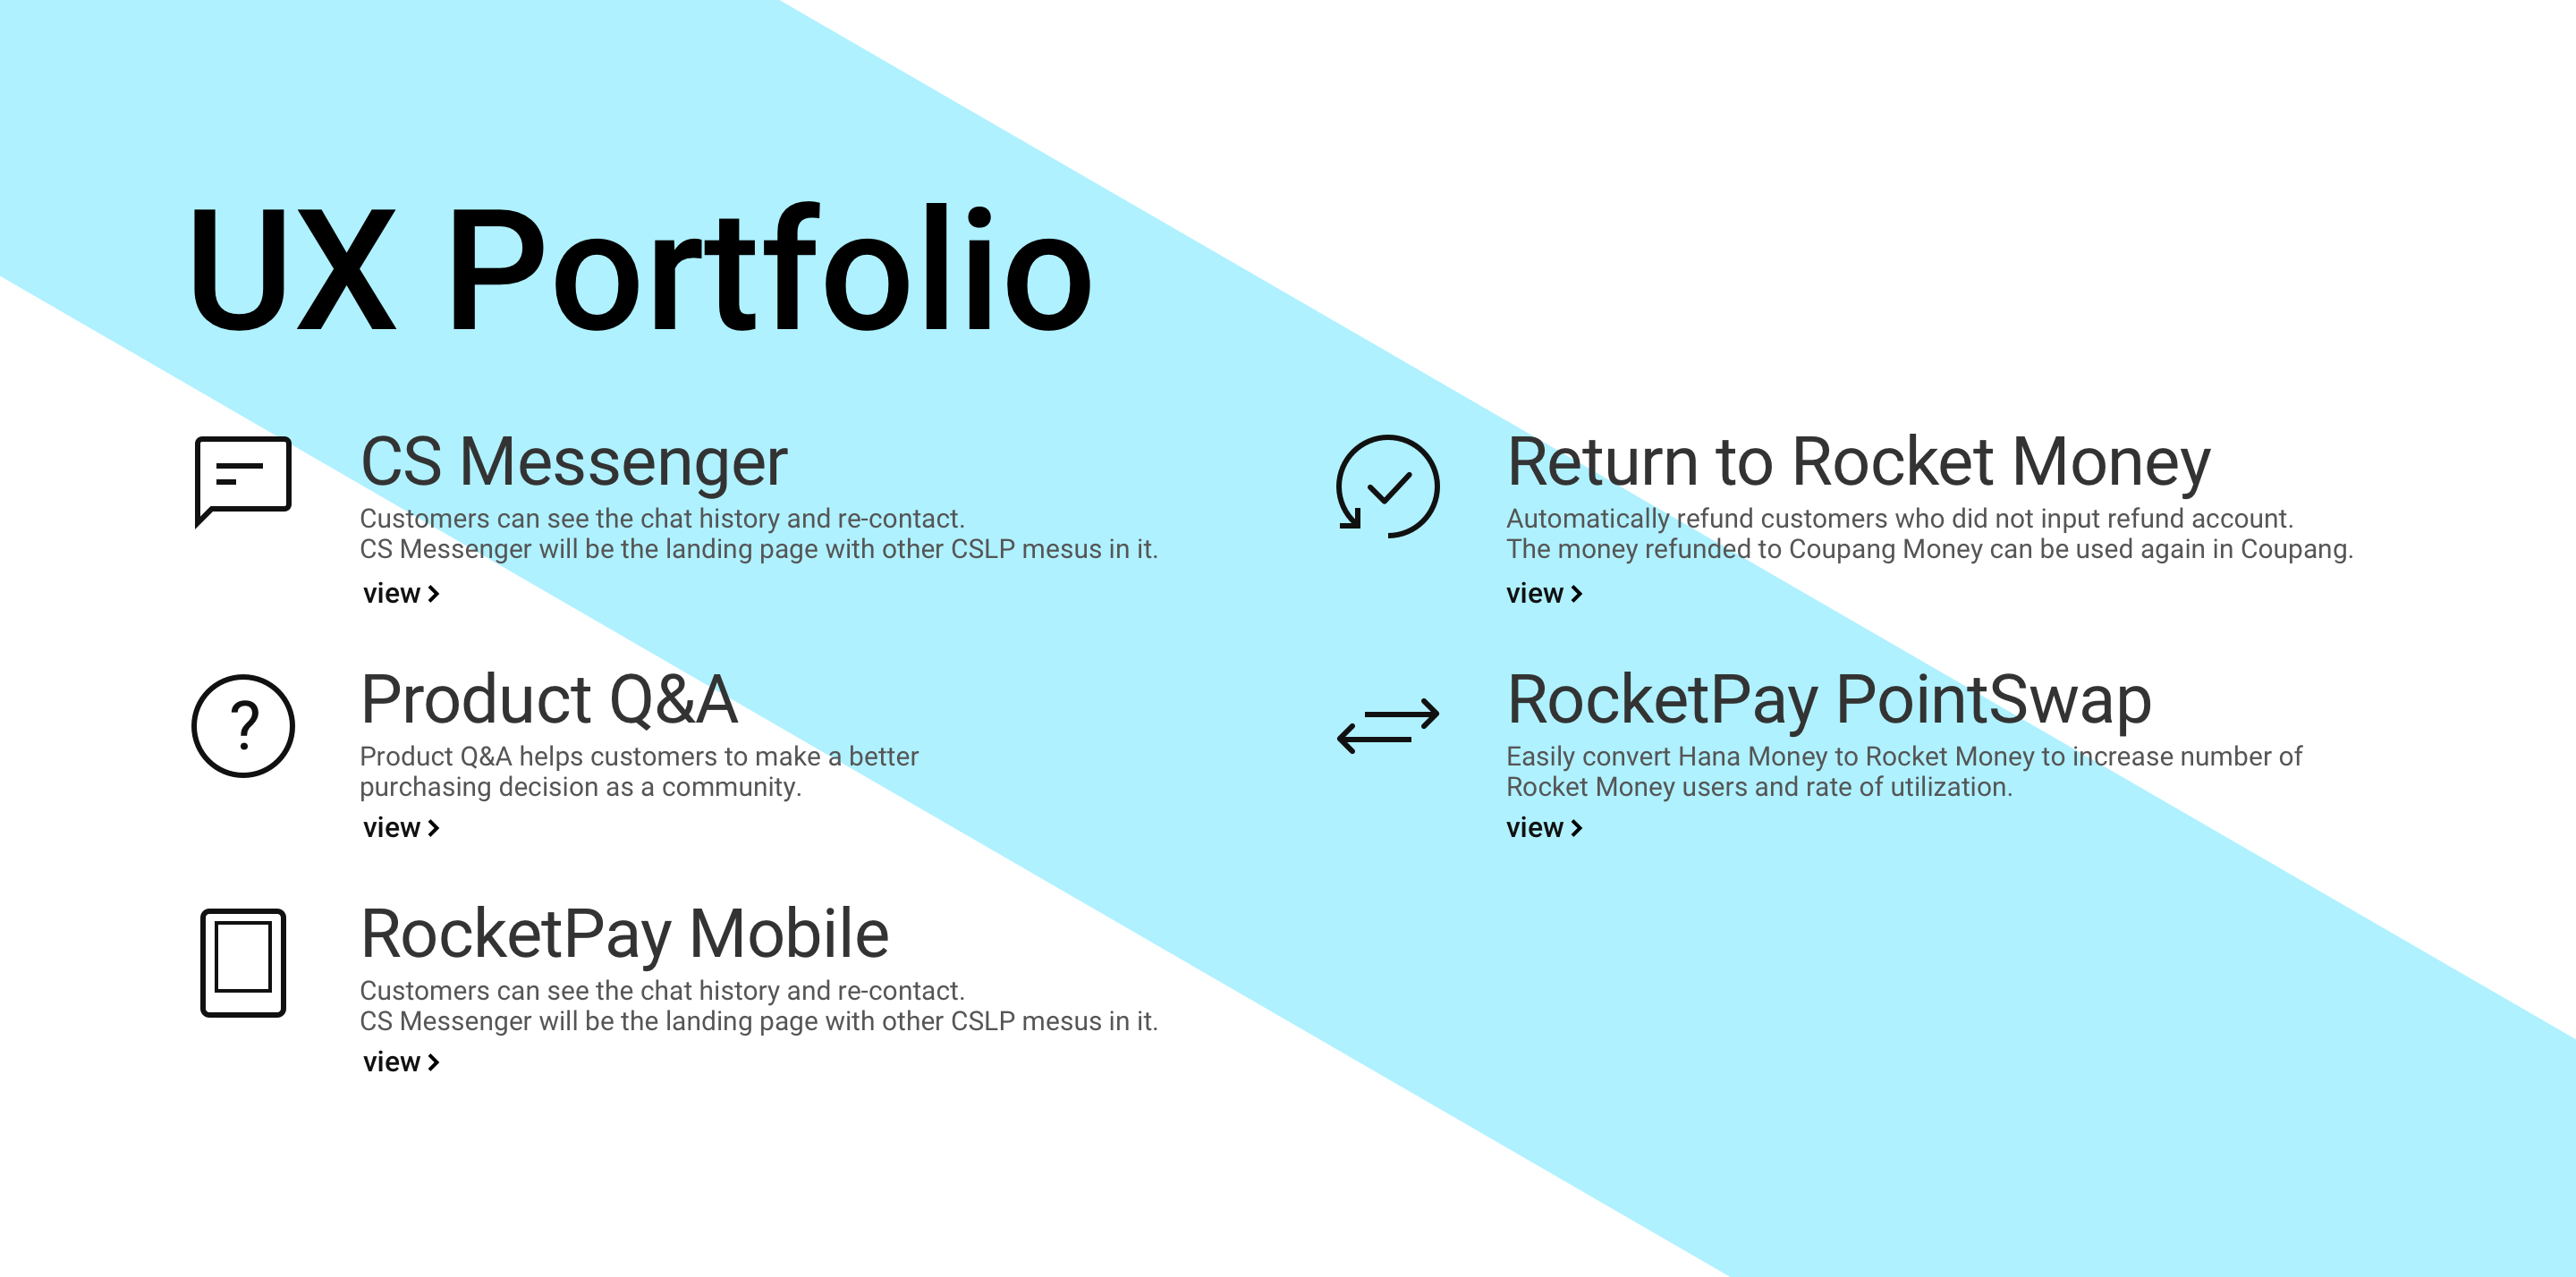 UX Portfolio
CS Messenger
Customers can see the chat history and re-contact.
CS Messenger will be the landing page with other CSLP mesus in it.
view
Product Q&A
Product Q&A helps customers to make a better
purchasing decision as a community.
view
RocketPay Mobile
Customers can see the chat history and re-contact.
CS Messenger will be the landing page with other CSLP mesus in it.
view
Return to Rocket Money
Automatically refund customers who did not input refund account.
The money refunded to Coupang Money can be used again in Coupang.
view
RocketPay PointSwap
Easily convert Hana Money to Rocket Money to increase number of
Rocket Money users and rate of utilization.
view